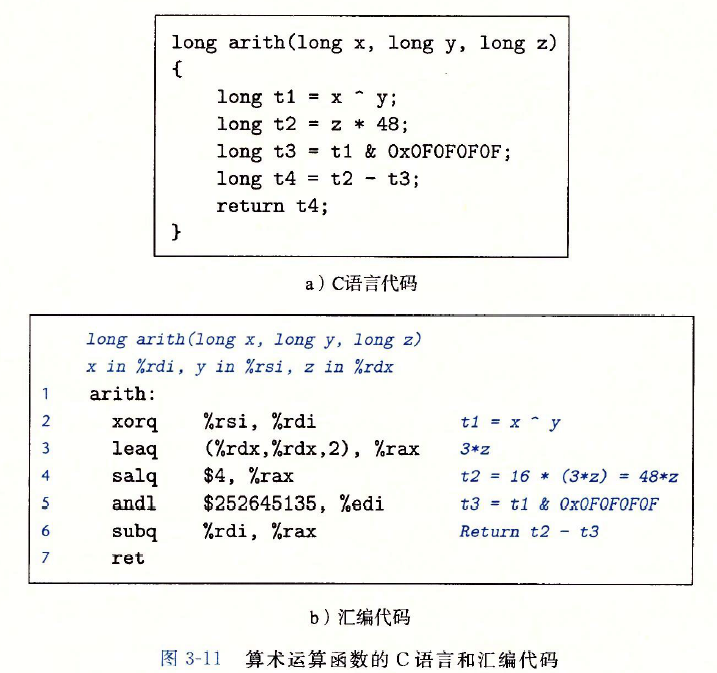 long arith(long x, long y, long z)
{
    long t1 = x ^ y;
    long t2 = z * 48;
    long t3 = t1 & 0x0F0F0F0F;
    long t4 = t2 - t3;
    return t4;
}
a）C语言代码
long arith(long x, long y, long z)
x in %rdi, y in %rsi, z in %rdx
1 arith:
2 xorq %rsi, %rdi t1 = x ^ y
3 leaq (%rdx,%rdx,2), %rax 3*z
4 salq $4, %rax t2 = 16 * (3*z) = 48*z
5 andl $252645135, %edi t3 = t1 & 0x0F0F0F0F
6 subq %rdi, %rax Return t2 - t3
7 ret
b）汇编代码
图 3-11 算术运算函数的 C 语言和汇编代码